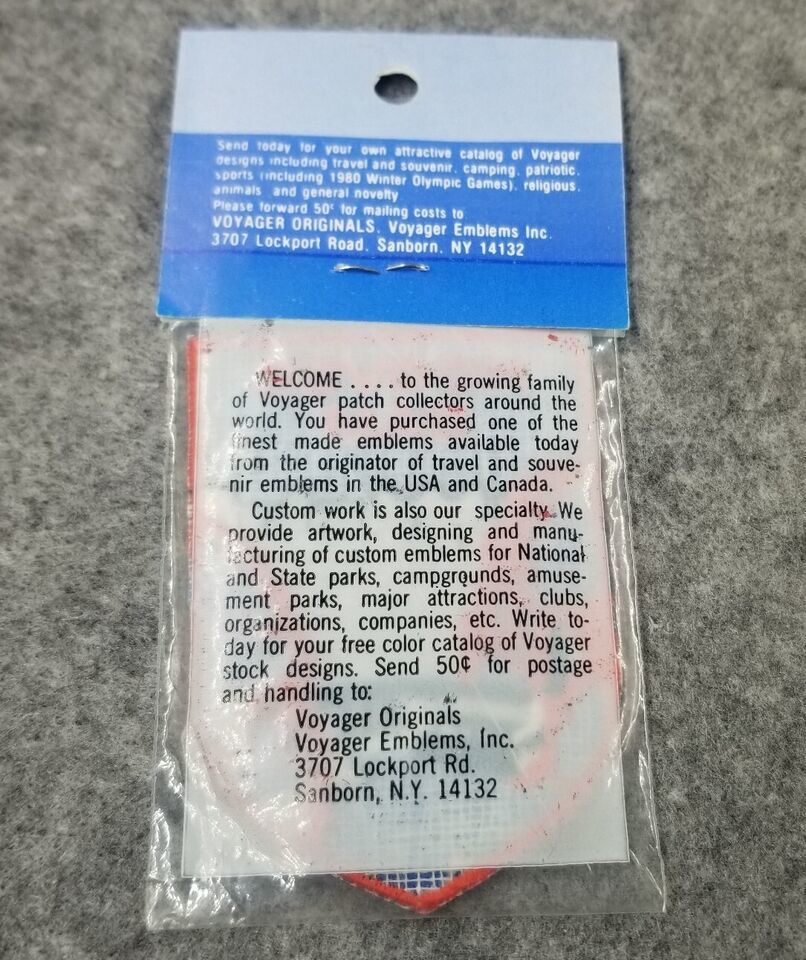 Send today for your own attractive catalog of Voyager
designs including travel and souvenir, camping, patriotic,
sports (including 1980 Winter Olympic Games), religious,
animals and general novelty
Please forward 50¢ for mailing costs to
VOYAGER ORIGINALS, Voyager Emblems Inc.
3707 Lockport Road, Sanborn, NY 14132
WELCOME . . . . to the growing family
of Voyager patch collectors around the
world. You have purchased one of the
finest made emblems available today
from the originator of travel and souve-
nir emblems in the USA and Canada.
Custom work is also our specialty. We
provide artwork, designing and manu-
facturing of custom emblems for National
and State parks, campgrounds, amuse-
ment parks, major attractions, clubs,
organizations, companies, etc. Write to-
day for your free color catalog of Voyager
stock designs. Send 50¢ for postage
and handling to:
Voyager Originals
Voyager Emblems, Inc.
3707 Lockport Rd.
Sanborn, N.Y. 14132